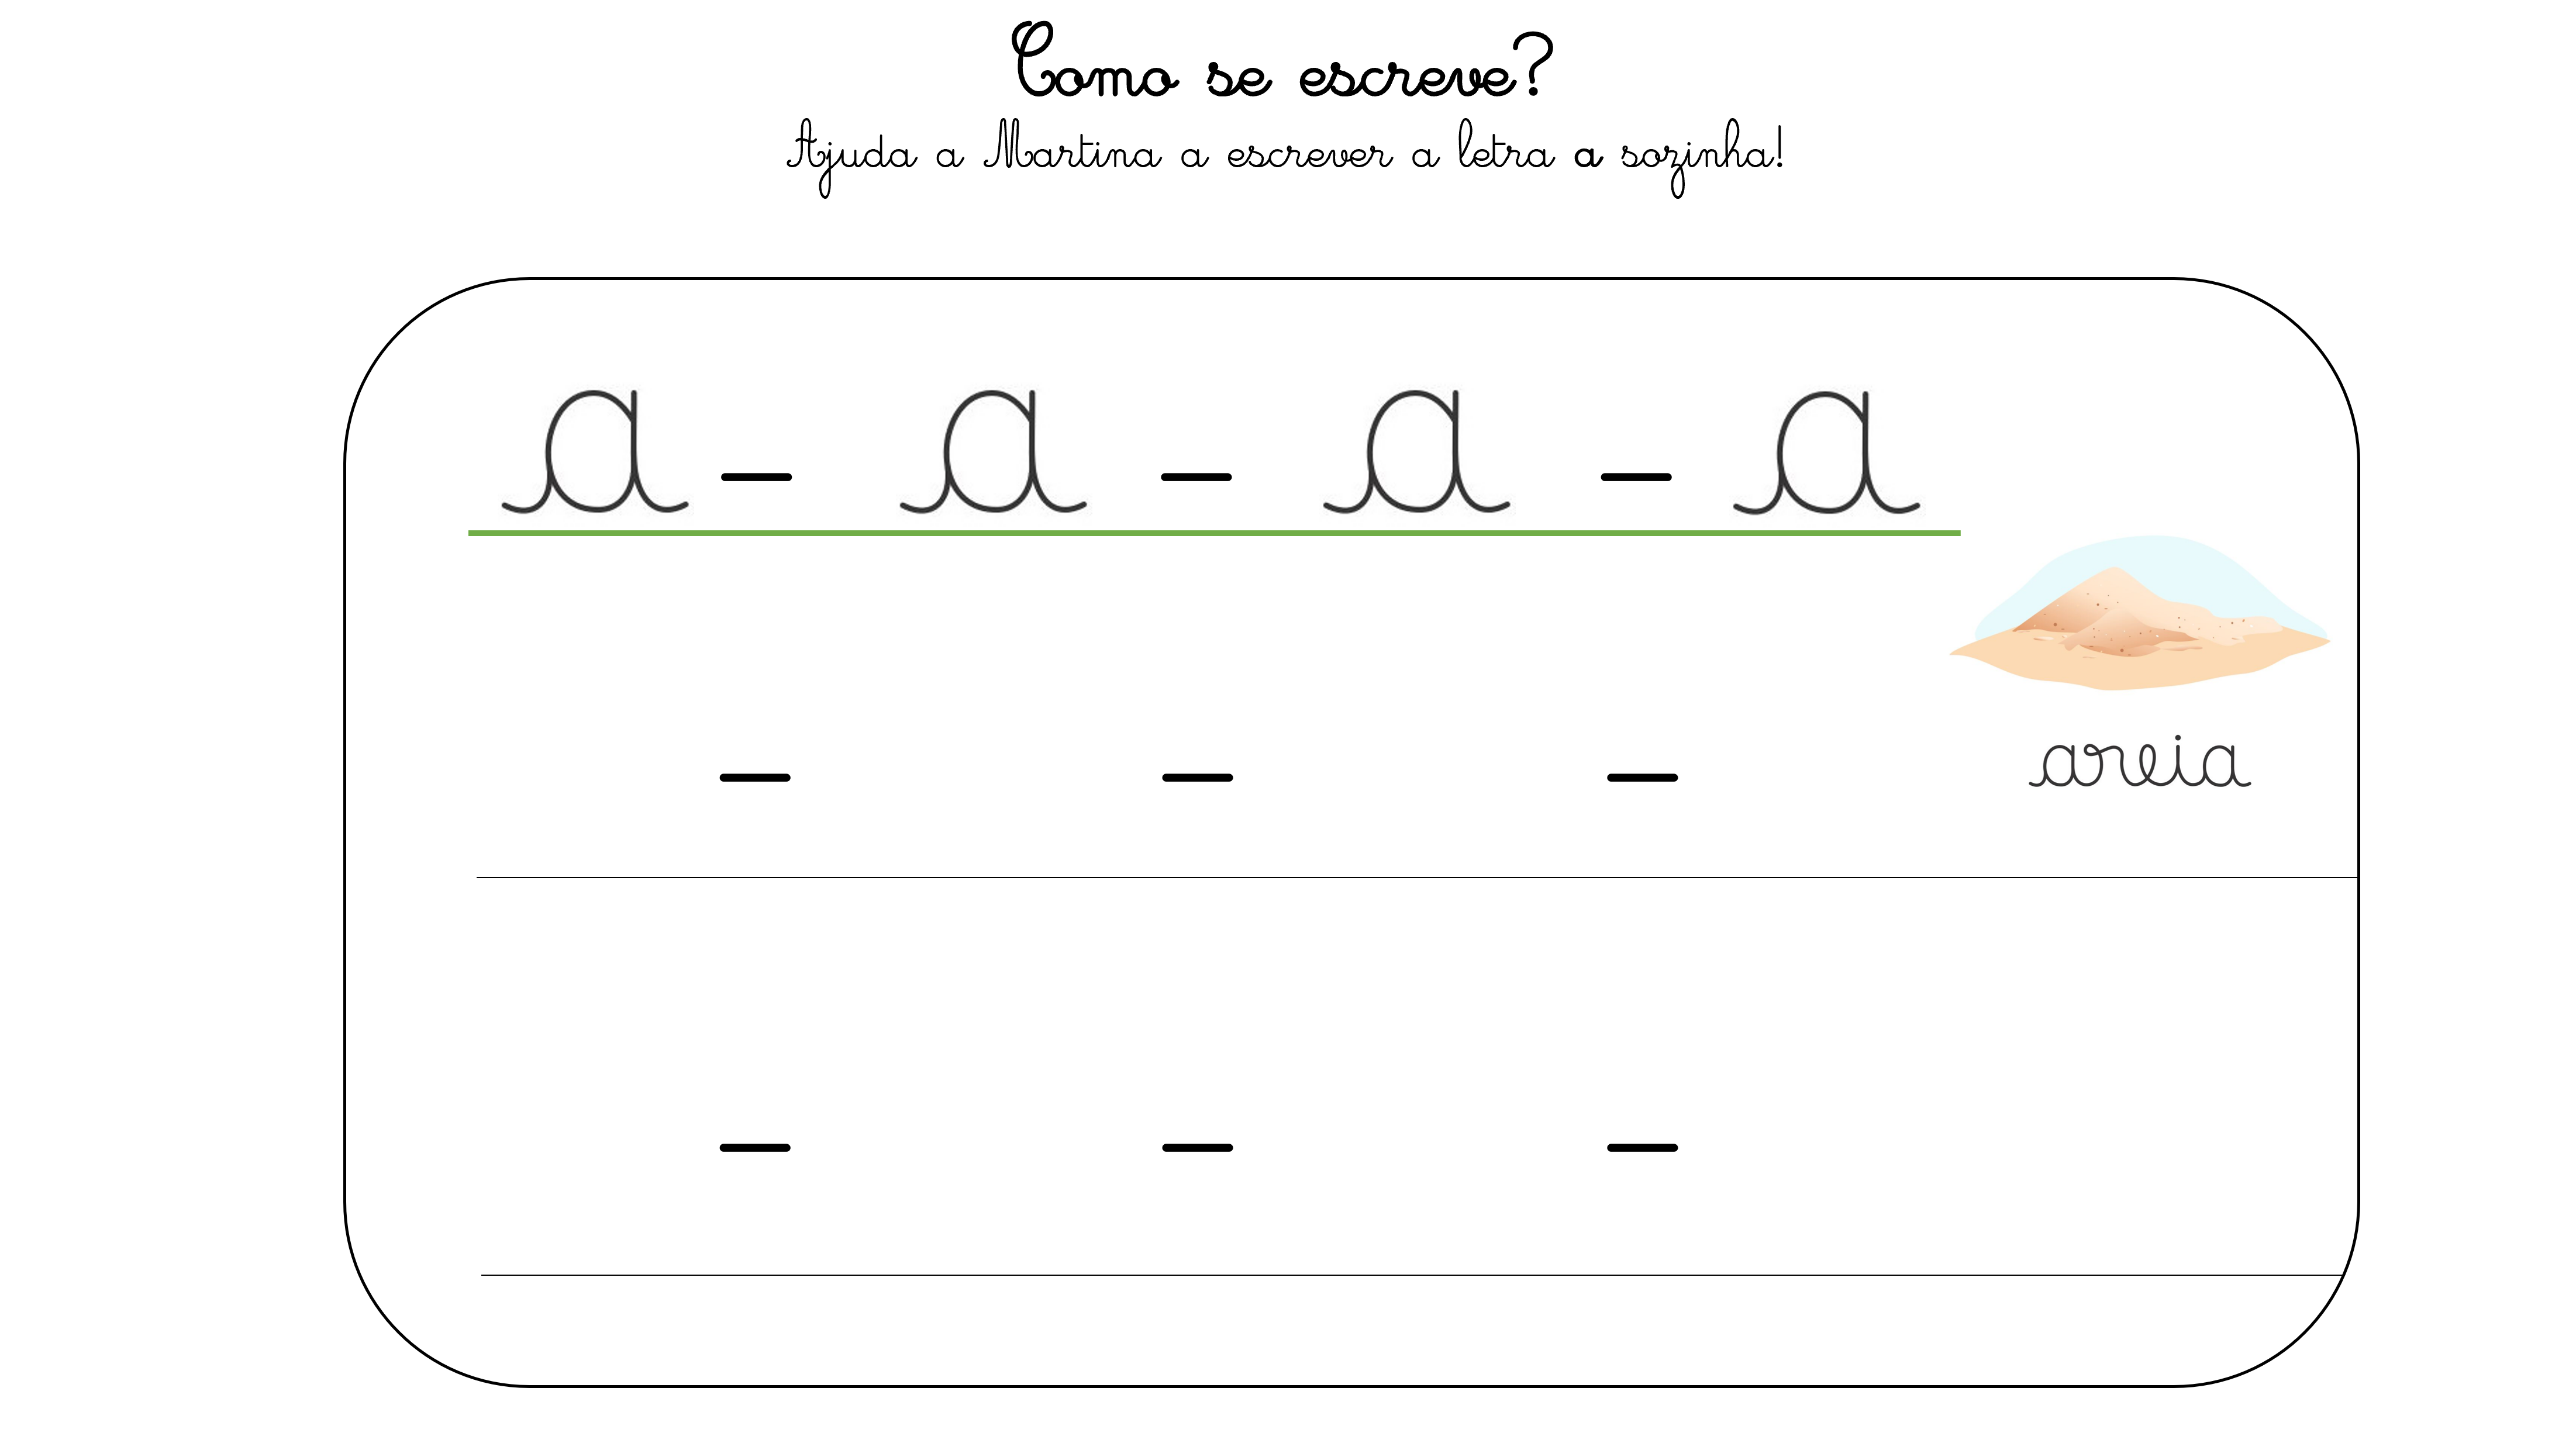 Como se escreve?
Ajuda a Martina a escrever a letra a sozinha!
a - a - a - a
- - -
areia
- - -